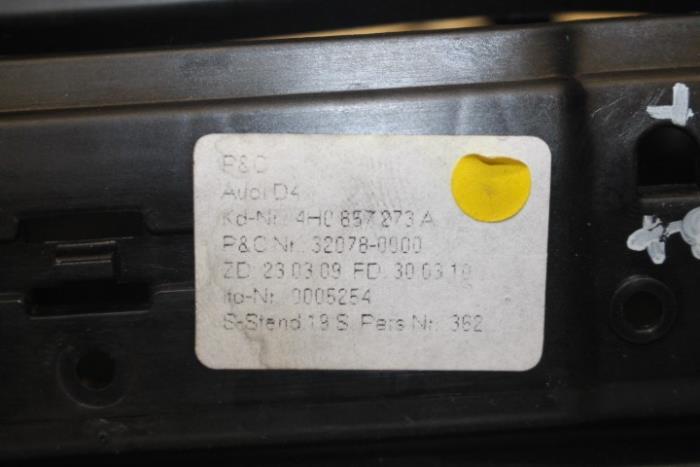 P&C
Audi D4
Kd-Nr. 4H0 857 273 A
P&C Nr. 32078-0000
ZD: 23.03.09 FD: 30.03.10
lfd-Nr. 0005254
S-Stand 19 S. Pers Nr. 362